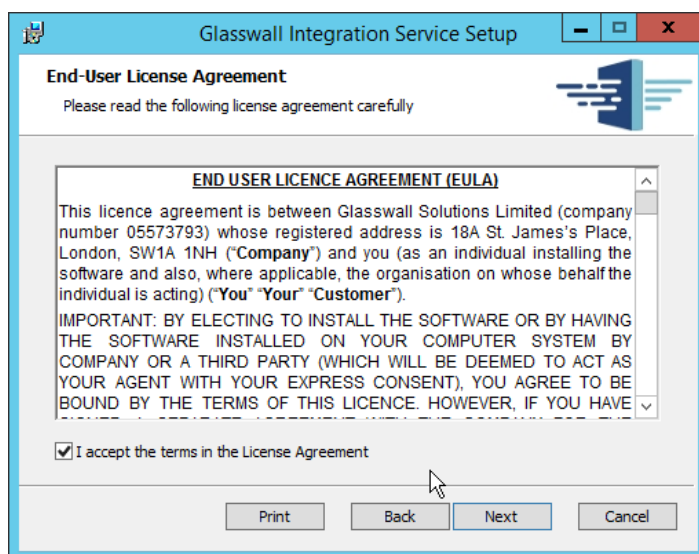 Glasswall Integration Service Setup
End-User License Agreement
Please read the following license agreement carefully
END USER LICENCE AGREEMENT (EULA)
This licence agreement is between Glasswall Solutions Limited (company
number 05573793) whose registered address is 18A St. James's Place,
London, SW1A 1NH (“Company”) and you (as an individual installing the
software and also, where applicable, the organisation on whose behalf the
individual is acting) (“You” “Your” “Customer”).
IMPORTANT: BY ELECTING TO INSTALL THE SOFTWARE OR BY HAVING
THE SOFTWARE INSTALLED ON YOUR COMPUTER SYSTEM BY
COMPANY OR A THIRD PARTY (WHICH WILL BE DEEMED TO ACT AS
YOUR AGENT WITH YOUR EXPRESS CONSENT), YOU AGREE TO BE
BOUND BY THE TERMS OF THIS LICENCE. HOWEVER, IF YOU HAVE
I accept the terms in the License Agreement
Print Back Next Cancel